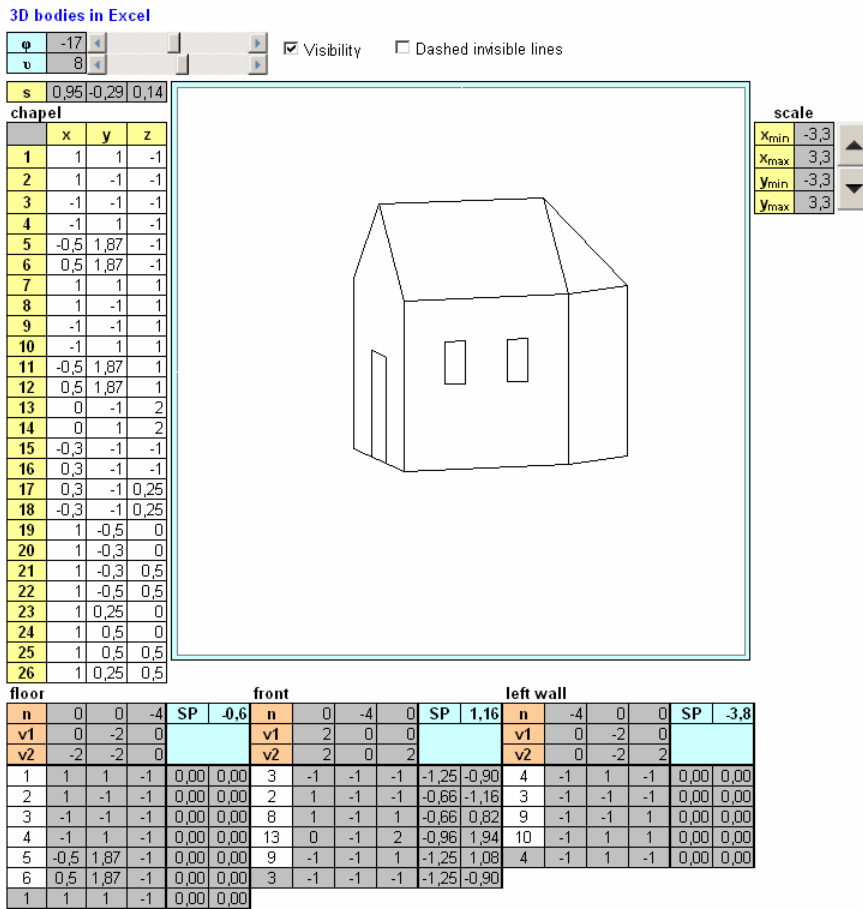 3D bodies in Excel
φ -17
υ 8
Visibility Dashed invisible lines
s 0,95 -0,29 0,14
chapel
x y z
1 1 1 -1
2 1 -1 -1
3 -1 -1 -1
4 -1 1 -1
5 -0,5 1,87 -1
6 0,5 1,87 -1
7 1 1 1
8 1 -1 1
9 -1 -1 1
10 -1 1 1
11 -0,5 1,87 1
12 0,5 1,87 1
13 0 -1 2
14 0 1 2
15 -0,3 -1 -1
16 0,3 -1 -1
17 0,3 -1 0,25
18 -0,3 -1 0,25
19 1 -0,5 0
20 1 -0,3 0
21 1 -0,3 0,5
22 1 -0,5 0,5
23 1 0,25 0
24 1 0,5 0
25 1 0,5 0,5
26 1 0,25 0,5
scale
xmin -3,3
xmax 3,3
ymin -3,3
ymax 3,3
floor
n 0 0 -4 SP -0,6
v1 0 -2 0
v2 -2 -2 0
1 1 1 -1 0,00 0,00
2 1 -1 -1 0,00 0,00
3 -1 -1 -1 0,00 0,00
4 -1 1 -1 0,00 0,00
5 -0,5 1,87 -1 0,00 0,00
6 0,5 1,87 -1 0,00 0,00
1 1 1 -1 0,00 0,00
front
n 0 -4 0 SP 1,16
v1 2 0 0
v2 2 0 2
3 -1 -1 -1 -1,25 -0,90
2 1 -1 -1 -0,66 -1,16
8 1 -1 1 -0,66 0,82
13 0 -1 2 -0,96 1,94
9 -1 -1 1 -1,25 1,08
3 -1 -1 -1 -1,25 -0,90
left wall
n -4 0 0 SP -3,8
v1 0 -2 0
v2 0 -2 2
4 -1 1 -1 0,00 0,00
3 -1 -1 -1 0,00 0,00
9 -1 -1 1 0,00 0,00
10 -1 1 1 0,00 0,00
4 -1 1 -1 0,00 0,00